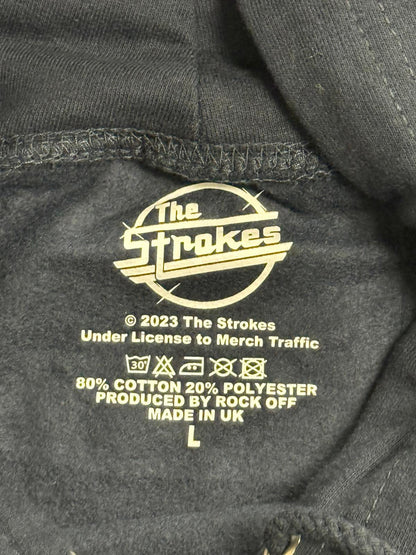 The
Strokes
© 2023 The Strokes
Under License to Merch Traffic
30°
80% COTTON 20% POLYESTER
PRODUCED BY ROCK OFF
MADE IN UK
L